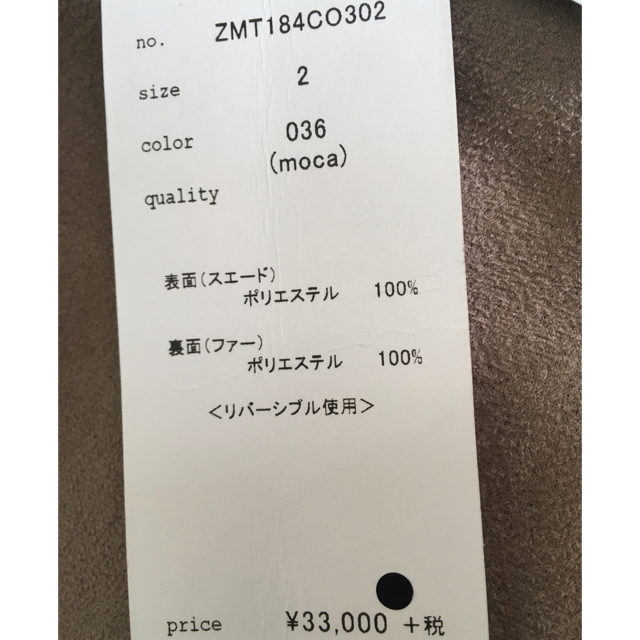 no. ZMT184CO302
size 2
color 036
(moca)
quality
表面(スエード)
ポリエステル 100%
裏面(ファー)
ポリエステル 100%
<リバーシブル使用>
price ¥33,000 +税